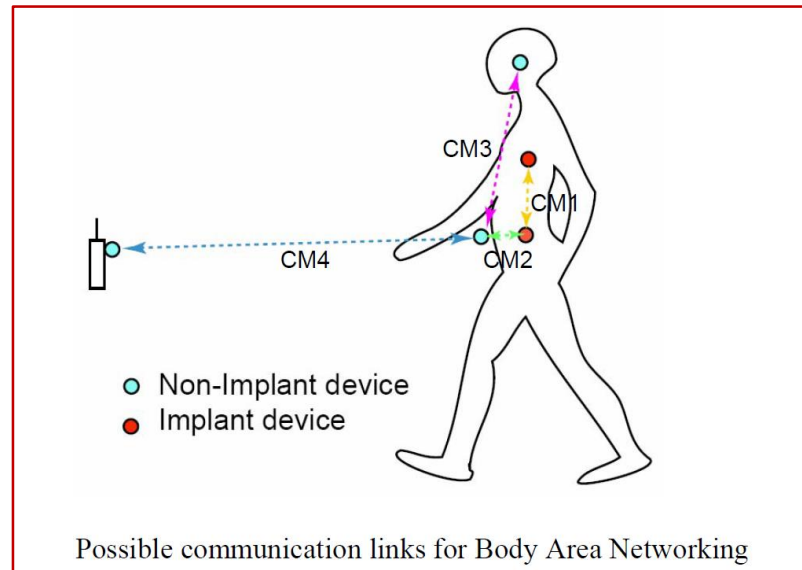 CM3
CM1
CM4
CM2
Non-Implant device
Implant device
Possible communication links for Body Area Networking